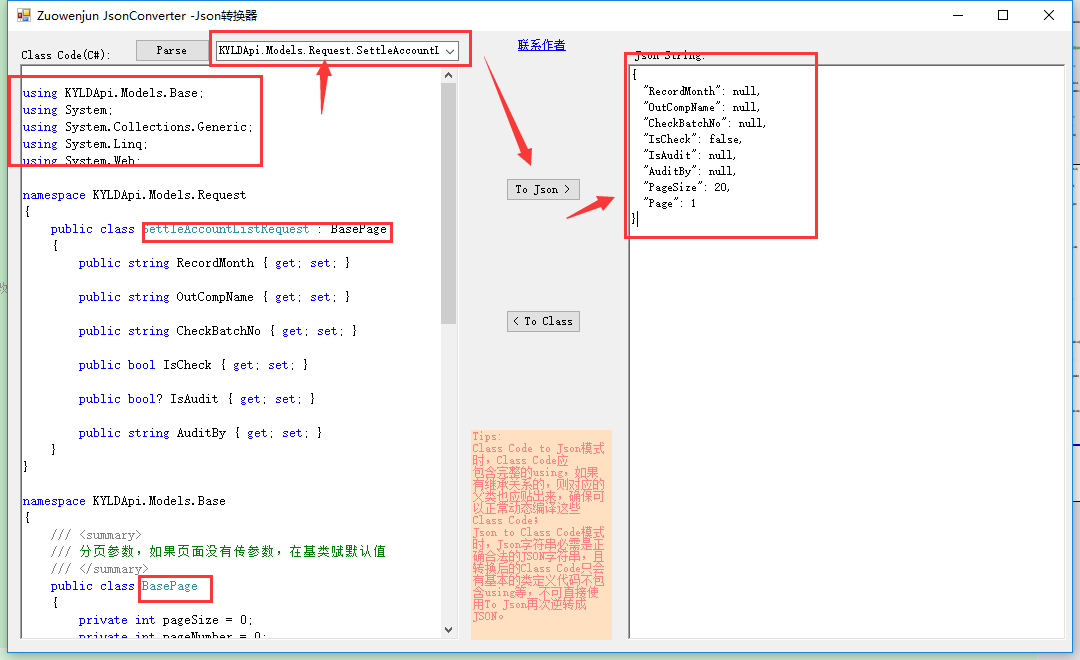 Zuowenjun JsonConverter -Json转换器
Class Code(C#):
Parse
KYLDApi.Models.Request.SettleAccountL
联系作者
Json String:
using KYLDApi.Models.Base;
using System;
using System.Collections.Generic;
using System.Linq;
using System.Web;
namespace KYLDApi.Models.Request
{
public class SettleAccountListRequest : BasePage
{
public string RecordMonth { get; set; }
public string OutCompName { get; set; }
public string CheckBatchNo { get; set; }
public bool IsCheck { get; set; }
public bool? IsAudit { get; set; }
public string AuditBy { get; set; }
}
}
namespace KYLDApi.Models.Base
{
/// <summary>
/// 分页参数，如果页面没有传参数，在基类赋默认值
/// </summary>
public class BasePage
{
private int pageSize = 0;
private int pageNumber = 0;
To Json >
< To Class
Tips:
Class Code to Json模式
时，Class Code应
包含完整的using，如果
有继承关系的，则对应的
父类也应贴出来，确保可
以正常动态编译这些
Class Code；
Json to Class Code模式
时，Json字符串必需是正
确合法的JSON字符串，且
转换后的Class Code只会
有基本的类定义代码不包
含using等，不可直接使
用To Json再次逆转成
JSON。
{
"RecordMonth": null,
"OutCompName": null,
"CheckBatchNo": null,
"IsCheck": false,
"IsAudit": null,
"AuditBy": null,
"PageSize": 20,
"Page": 1
}